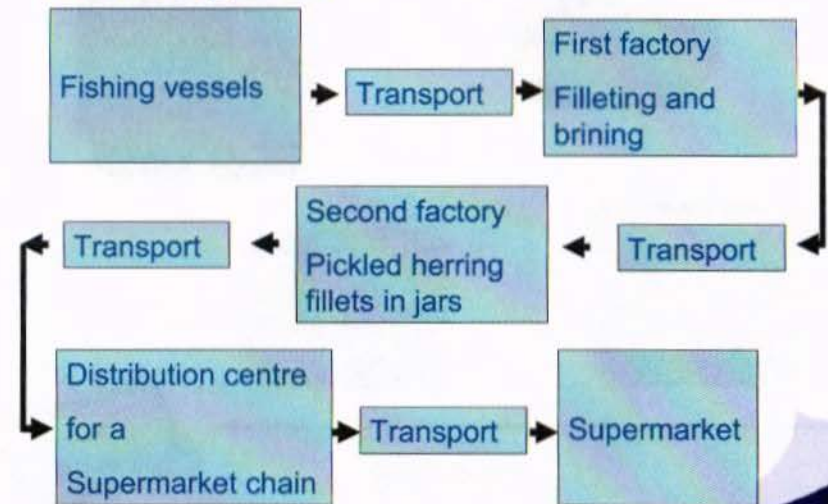 Fishing vessels
Transport
First factory
Filleting and
brining
Transport
Second factory
Pickled herring
fillets in jars
Transport
Distribution centre
for a
Supermarket chain
Transport
Supermarket